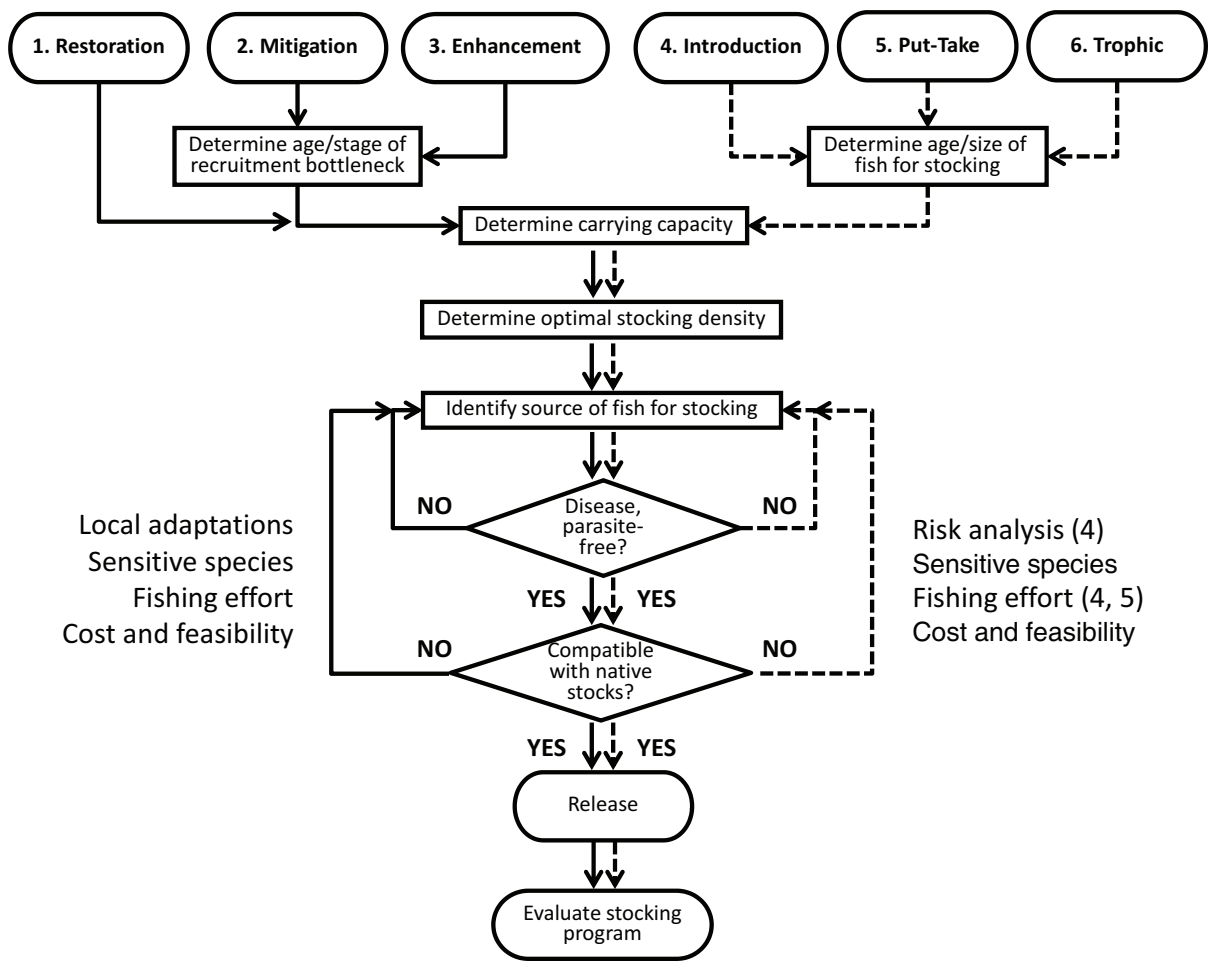 1. Restoration
2. Mitigation
3. Enhancement
4. Introduction
5. Put-Take
6. Trophic
Determine age/stage of
recruitment bottleneck
Determine age/size of
fish for stocking
Determine carrying capacity
Determine optimal stocking density
Identify source of fish for stocking
NO
Disease,
parasite-
free?
NO
Local adaptations
Sensitive species
Fishing effort
Cost and feasibility
Risk analysis (4)
Sensitive species
Fishing effort (4, 5)
Cost and feasibility
YES
YES
NO
Compatible
with native
stocks?
NO
YES
YES
Release
Evaluate stocking
program